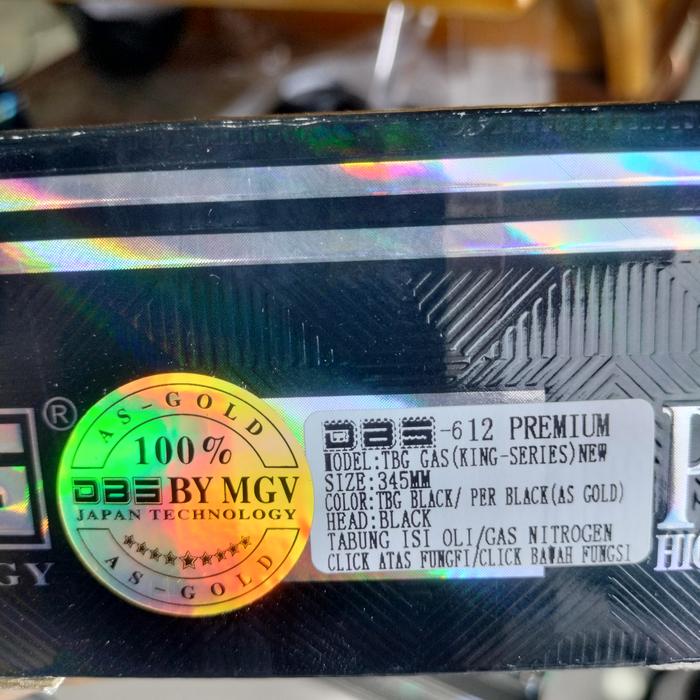 ®
GY
AS-GOLD
100%
DBS BY MGV
JAPAN TECHNOLOGY
AS-GOLD
DBS-612 PREMIUM
MODEL:TBG GAS(KING-SERIES)NEW
SIZE:345MM
COLOR:TBG BLACK/ PER BLACK(AS GOLD)
HEAD:BLACK
TABUNG ISI OLI/GAS NITROGEN
CLICK ATAS FUNGFI/CLICK BAWAH FUNGSI